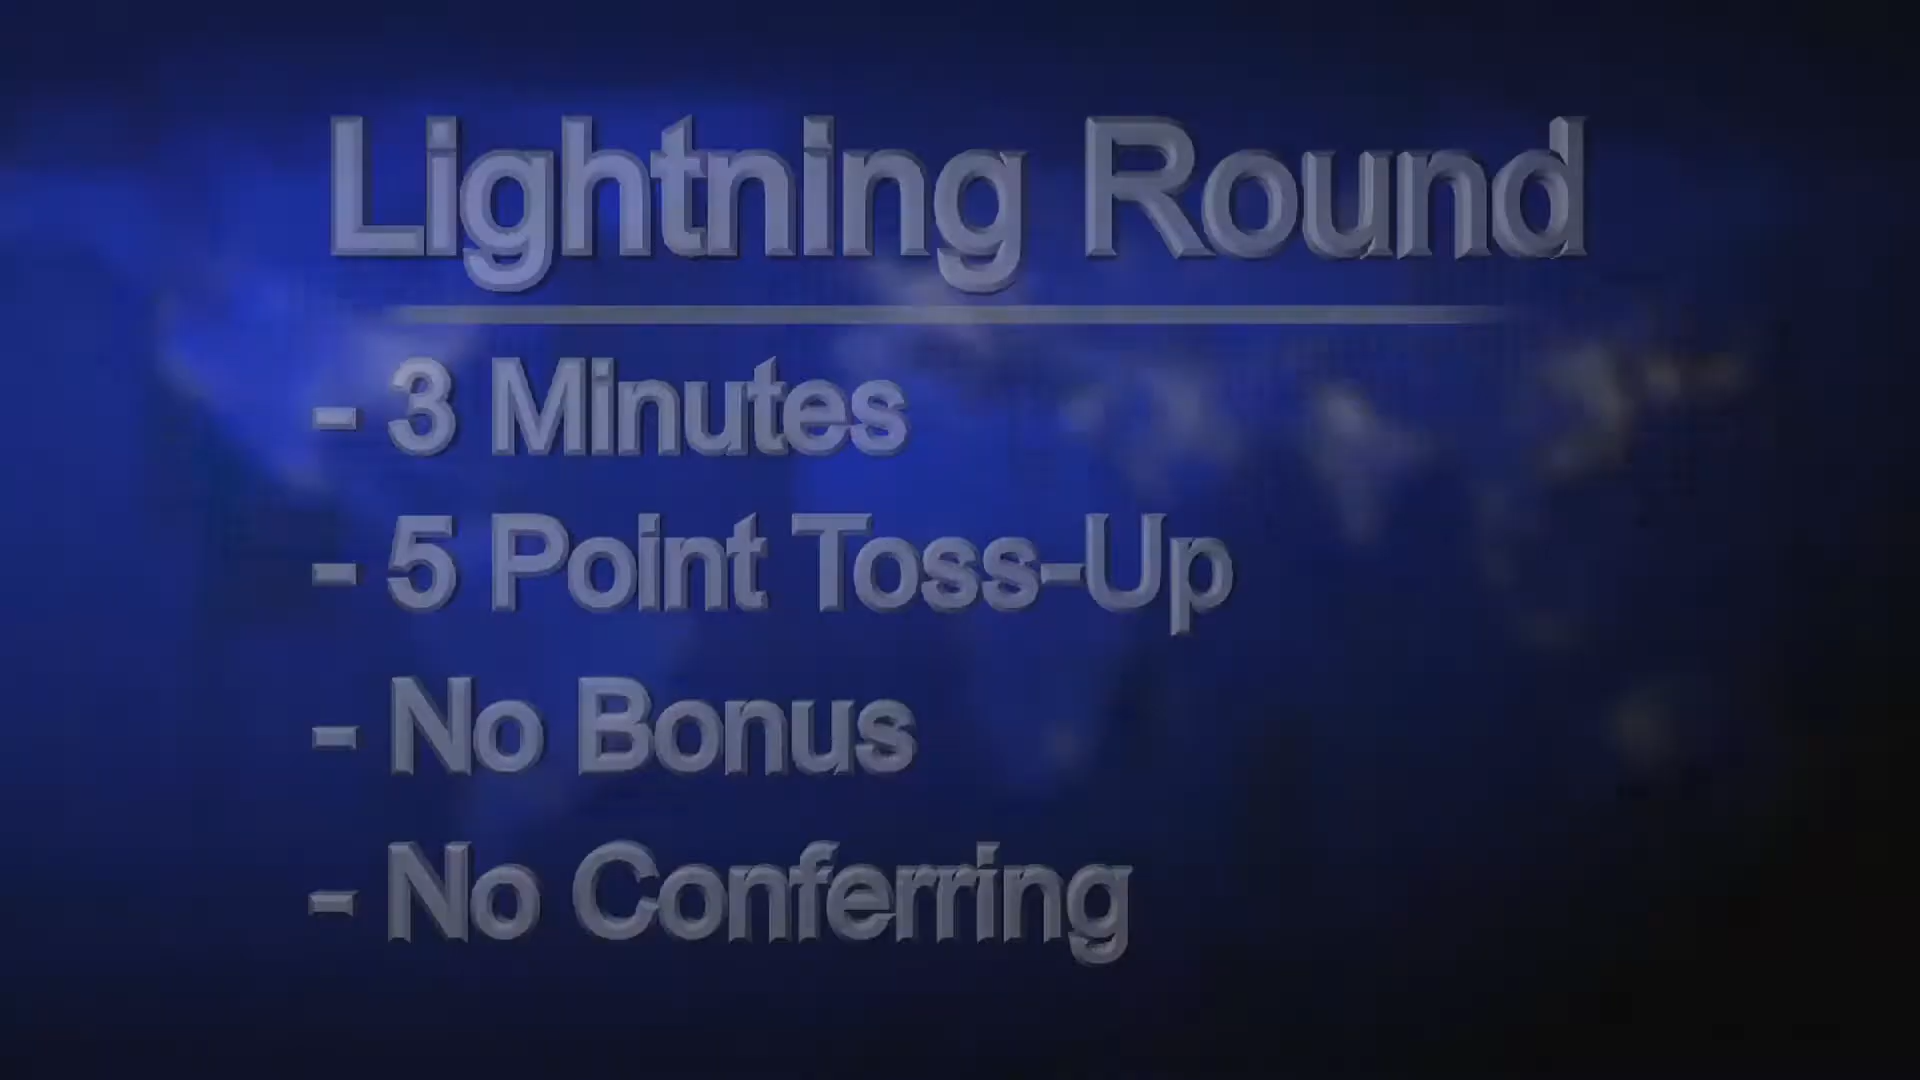 Lightning Round
- 3 Minutes
- 5 Point Toss-Up
- No Bonus
- No Conferring